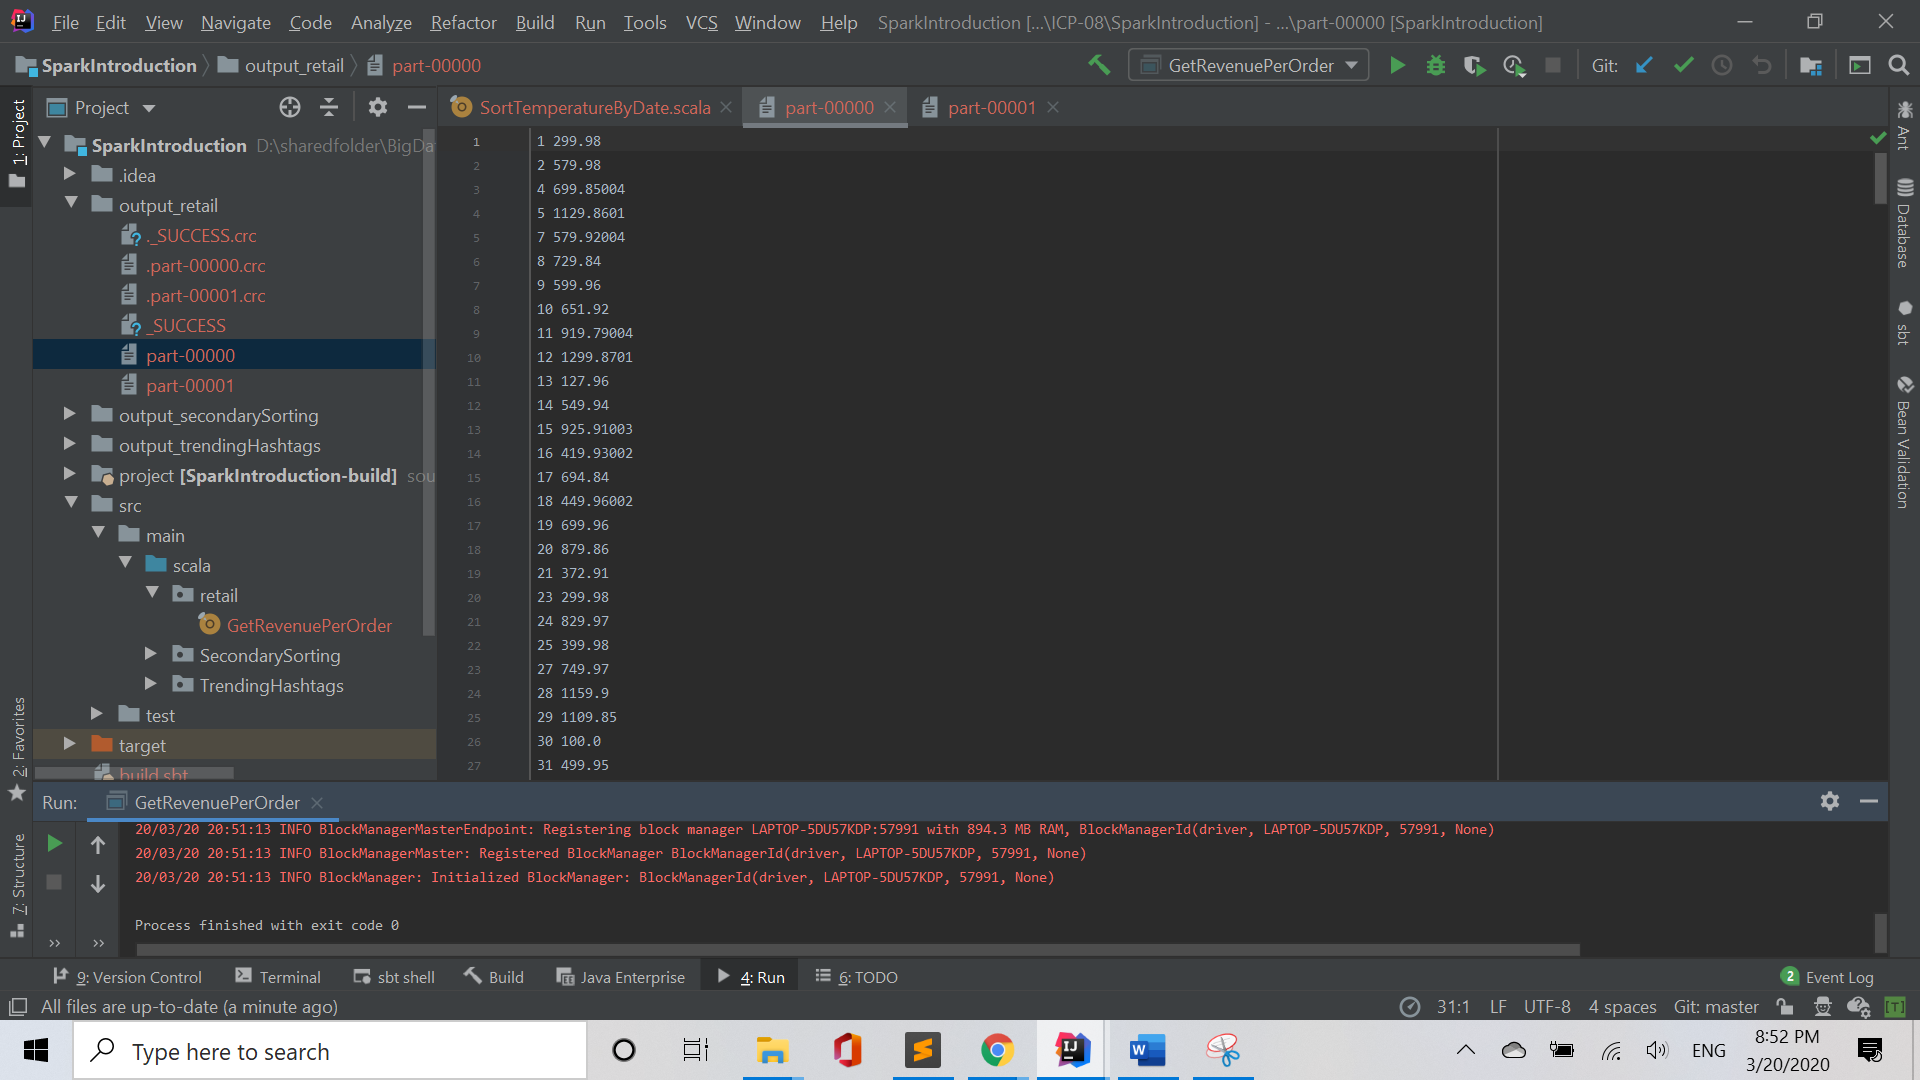 File Edit View Navigate Code Analyze Refactor Build Run Tools VCS Window Help SparkIntroduction [...\ICP-08\SparkIntroduction] - ...\part-00000 [SparkIntroduction]
SparkIntroduction output_retail part-00000 GetRevenuePerOrder Git:
Project SortTemperatureByDate.scala part-00000 part-00001
1: Project
2: Favorites
7: Structure
SparkIntroduction D:\sharedfolder\BigDa
.idea
output_retail
._SUCCESS.crc
.part-00000.crc
.part-00001.crc
_SUCCESS
part-00000
part-00001
output_secondarySorting
output_trendingHashtags
project [SparkIntroduction-build] sou
src
main
scala
retail
GetRevenuePerOrder
SecondarySorting
TrendingHashtags
test
target
build.sbt
1 1 299.98
2 2 579.98
3 4 699.85004
4 5 1129.8601
5 7 579.92004
6 8 729.84
7 9 599.96
8 10 651.92
9 11 919.79004
10 12 1299.8701
11 13 127.96
12 14 549.94
13 15 925.91003
14 16 419.93002
15 17 694.84
16 18 449.96002
17 19 699.96
18 20 879.86
19 21 372.91
20 23 299.98
21 24 829.97
22 25 399.98
23 27 749.97
24 28 1159.9
25 29 1109.85
26 30 100.0
27 31 499.95
Ant
Database
sbt
Bean Validation
Run: GetRevenuePerOrder
20/03/20 20:51:13 INFO BlockManagerMasterEndpoint: Registering block manager LAPTOP-5DU57KDP:57991 with 894.3 MB RAM, BlockManagerId(driver, LAPTOP-5DU57KDP, 57991, None)
20/03/20 20:51:13 INFO BlockManagerMaster: Registered BlockManager BlockManagerId(driver, LAPTOP-5DU57KDP, 57991, None)
20/03/20 20:51:13 INFO BlockManager: Initialized BlockManager: BlockManagerId(driver, LAPTOP-5DU57KDP, 57991, None)
Process finished with exit code 0
9: Version Control Terminal sbt shell Build Java Enterprise 4: Run 6: TODO 2 Event Log
All files are up-to-date (a minute ago) 31:1 LF UTF-8 4 spaces Git: master [T]
Type here to search ENG 8:52 PM
3/20/2020